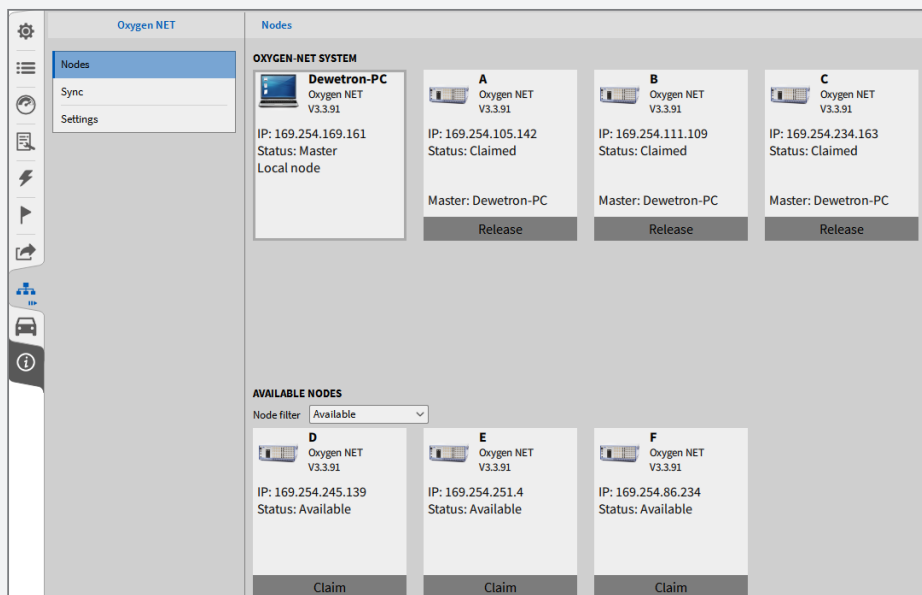 Oxygen NET
Nodes
Nodes
Sync
Settings
OXYGEN-NET SYSTEM
Dewetron-PC
Oxygen NET
V3.3.91
IP: 169.254.169.161
Status: Master
Local node
A
Oxygen NET
V3.3.91
IP: 169.254.105.142
Status: Claimed
Master: Dewetron-PC
Release
B
Oxygen NET
V3.3.91
IP: 169.254.111.109
Status: Claimed
Master: Dewetron-PC
Release
C
Oxygen NET
V3.3.91
IP: 169.254.234.163
Status: Claimed
Master: Dewetron-PC
Release
AVAILABLE NODES
Node filter Available
D
Oxygen NET
V3.3.91
IP: 169.254.245.139
Status: Available
Claim
E
Oxygen NET
V3.3.91
IP: 169.254.251.4
Status: Available
Claim
F
Oxygen NET
V3.3.91
IP: 169.254.86.234
Status: Available
Claim